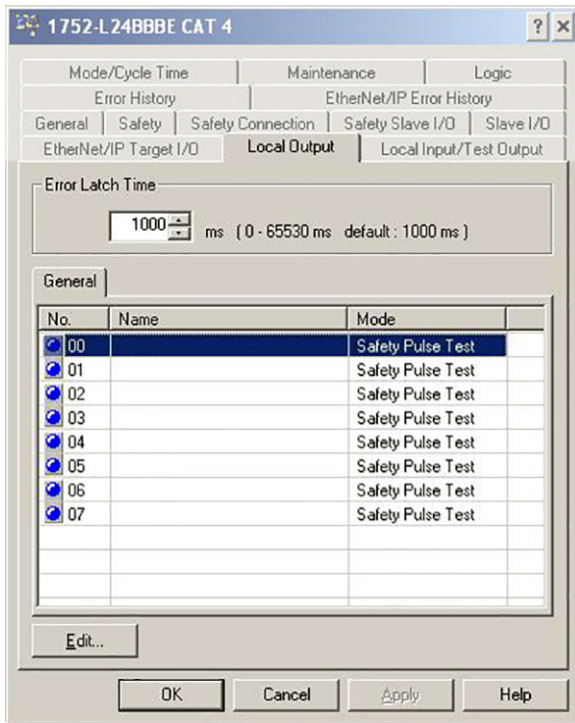 1752-L24BBBE CAT 4
Mode/Cycle Time Maintenance Logic
Error History EtherNet/IP Error History
General Safety Safety Connection Safety Slave I/O Slave I/O
EtherNet/IP Target I/O Local Output Local Input/Test Output
Error Latch Time
1000 ms ( 0 - 65530 ms default : 1000 ms )
General
No. Name Mode
00 Safety Pulse Test
01 Safety Pulse Test
02 Safety Pulse Test
03 Safety Pulse Test
04 Safety Pulse Test
05 Safety Pulse Test
06 Safety Pulse Test
07 Safety Pulse Test
Edit...
OK Cancel Apply Help